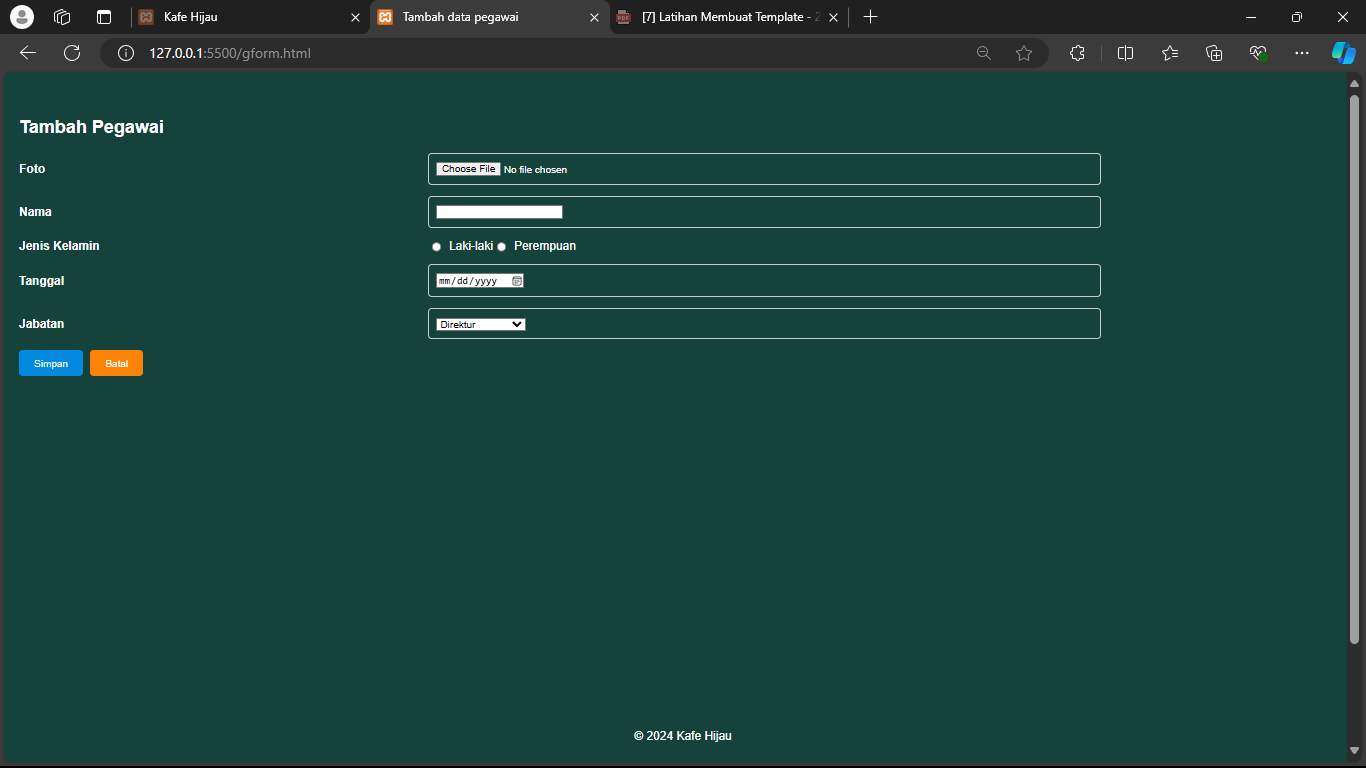 Kafe Hijau
Tambah data pegawai
[7] Latihan Membuat Template - 2
127.0.0.1:5500/gform.html
Tambah Pegawai
Foto Choose File No file chosen
Nama
Jenis Kelamin Laki-laki Perempuan
Tanggal mm/dd/yyyy
Jabatan Direktur
Simpan Batal
© 2024 Kafe Hijau